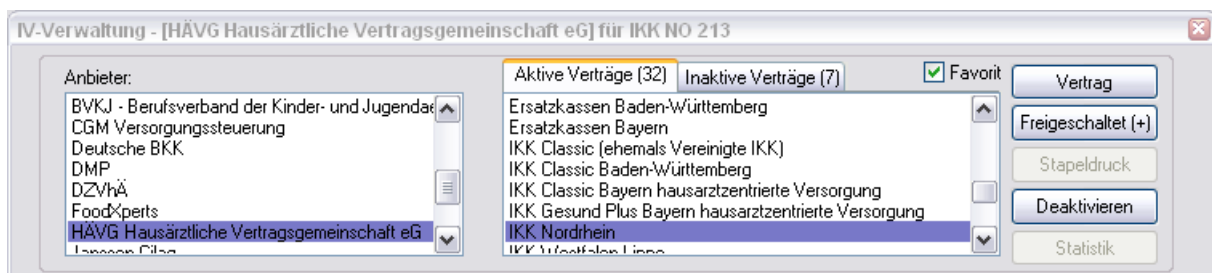 IV-Verwaltung - [HÄVG Hausärztliche Vertragsgemeinschaft eG] für IKK NO 213
Anbieter:
BVKJ - Berufsverband der Kinder- und Jugendae
CGM Versorgungssteuerung
Deutsche BKK
DMP
DZVhÄ
FoodXperts
HÄVG Hausärztliche Vertragsgemeinschaft eG
Aktive Verträge (32)
Inaktive Verträge (7)
Favorit
Ersatzkassen Baden-Württemberg
Ersatzkassen Bayern
IKK Classic (ehemals Vereinigte IKK)
IKK Classic Baden-Württemberg
IKK Classic Bayern hausarztzentrierte Versorgung
IKK Gesund Plus Bayern hausarztzentrierte Versorgung
IKK Nordrhein
IKK Westfalen Lippe
Vertrag
Freigeschaltet (+)
Stapeldruck
Deaktivieren
Statistik